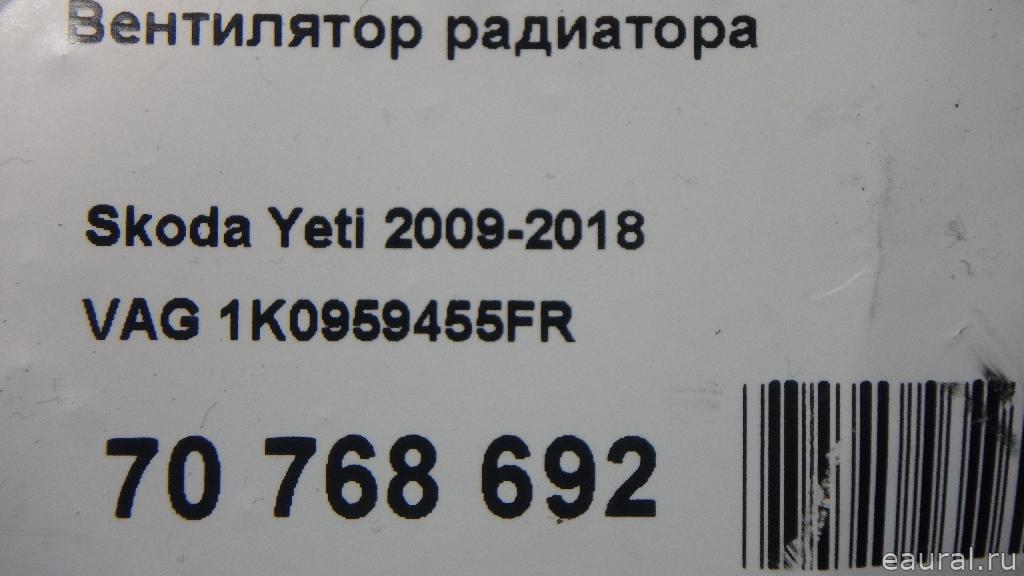 Вентилятор радиатора
Skoda Yeti 2009-2018
VAG 1K0959455FR
70 768 692
eaural.ru